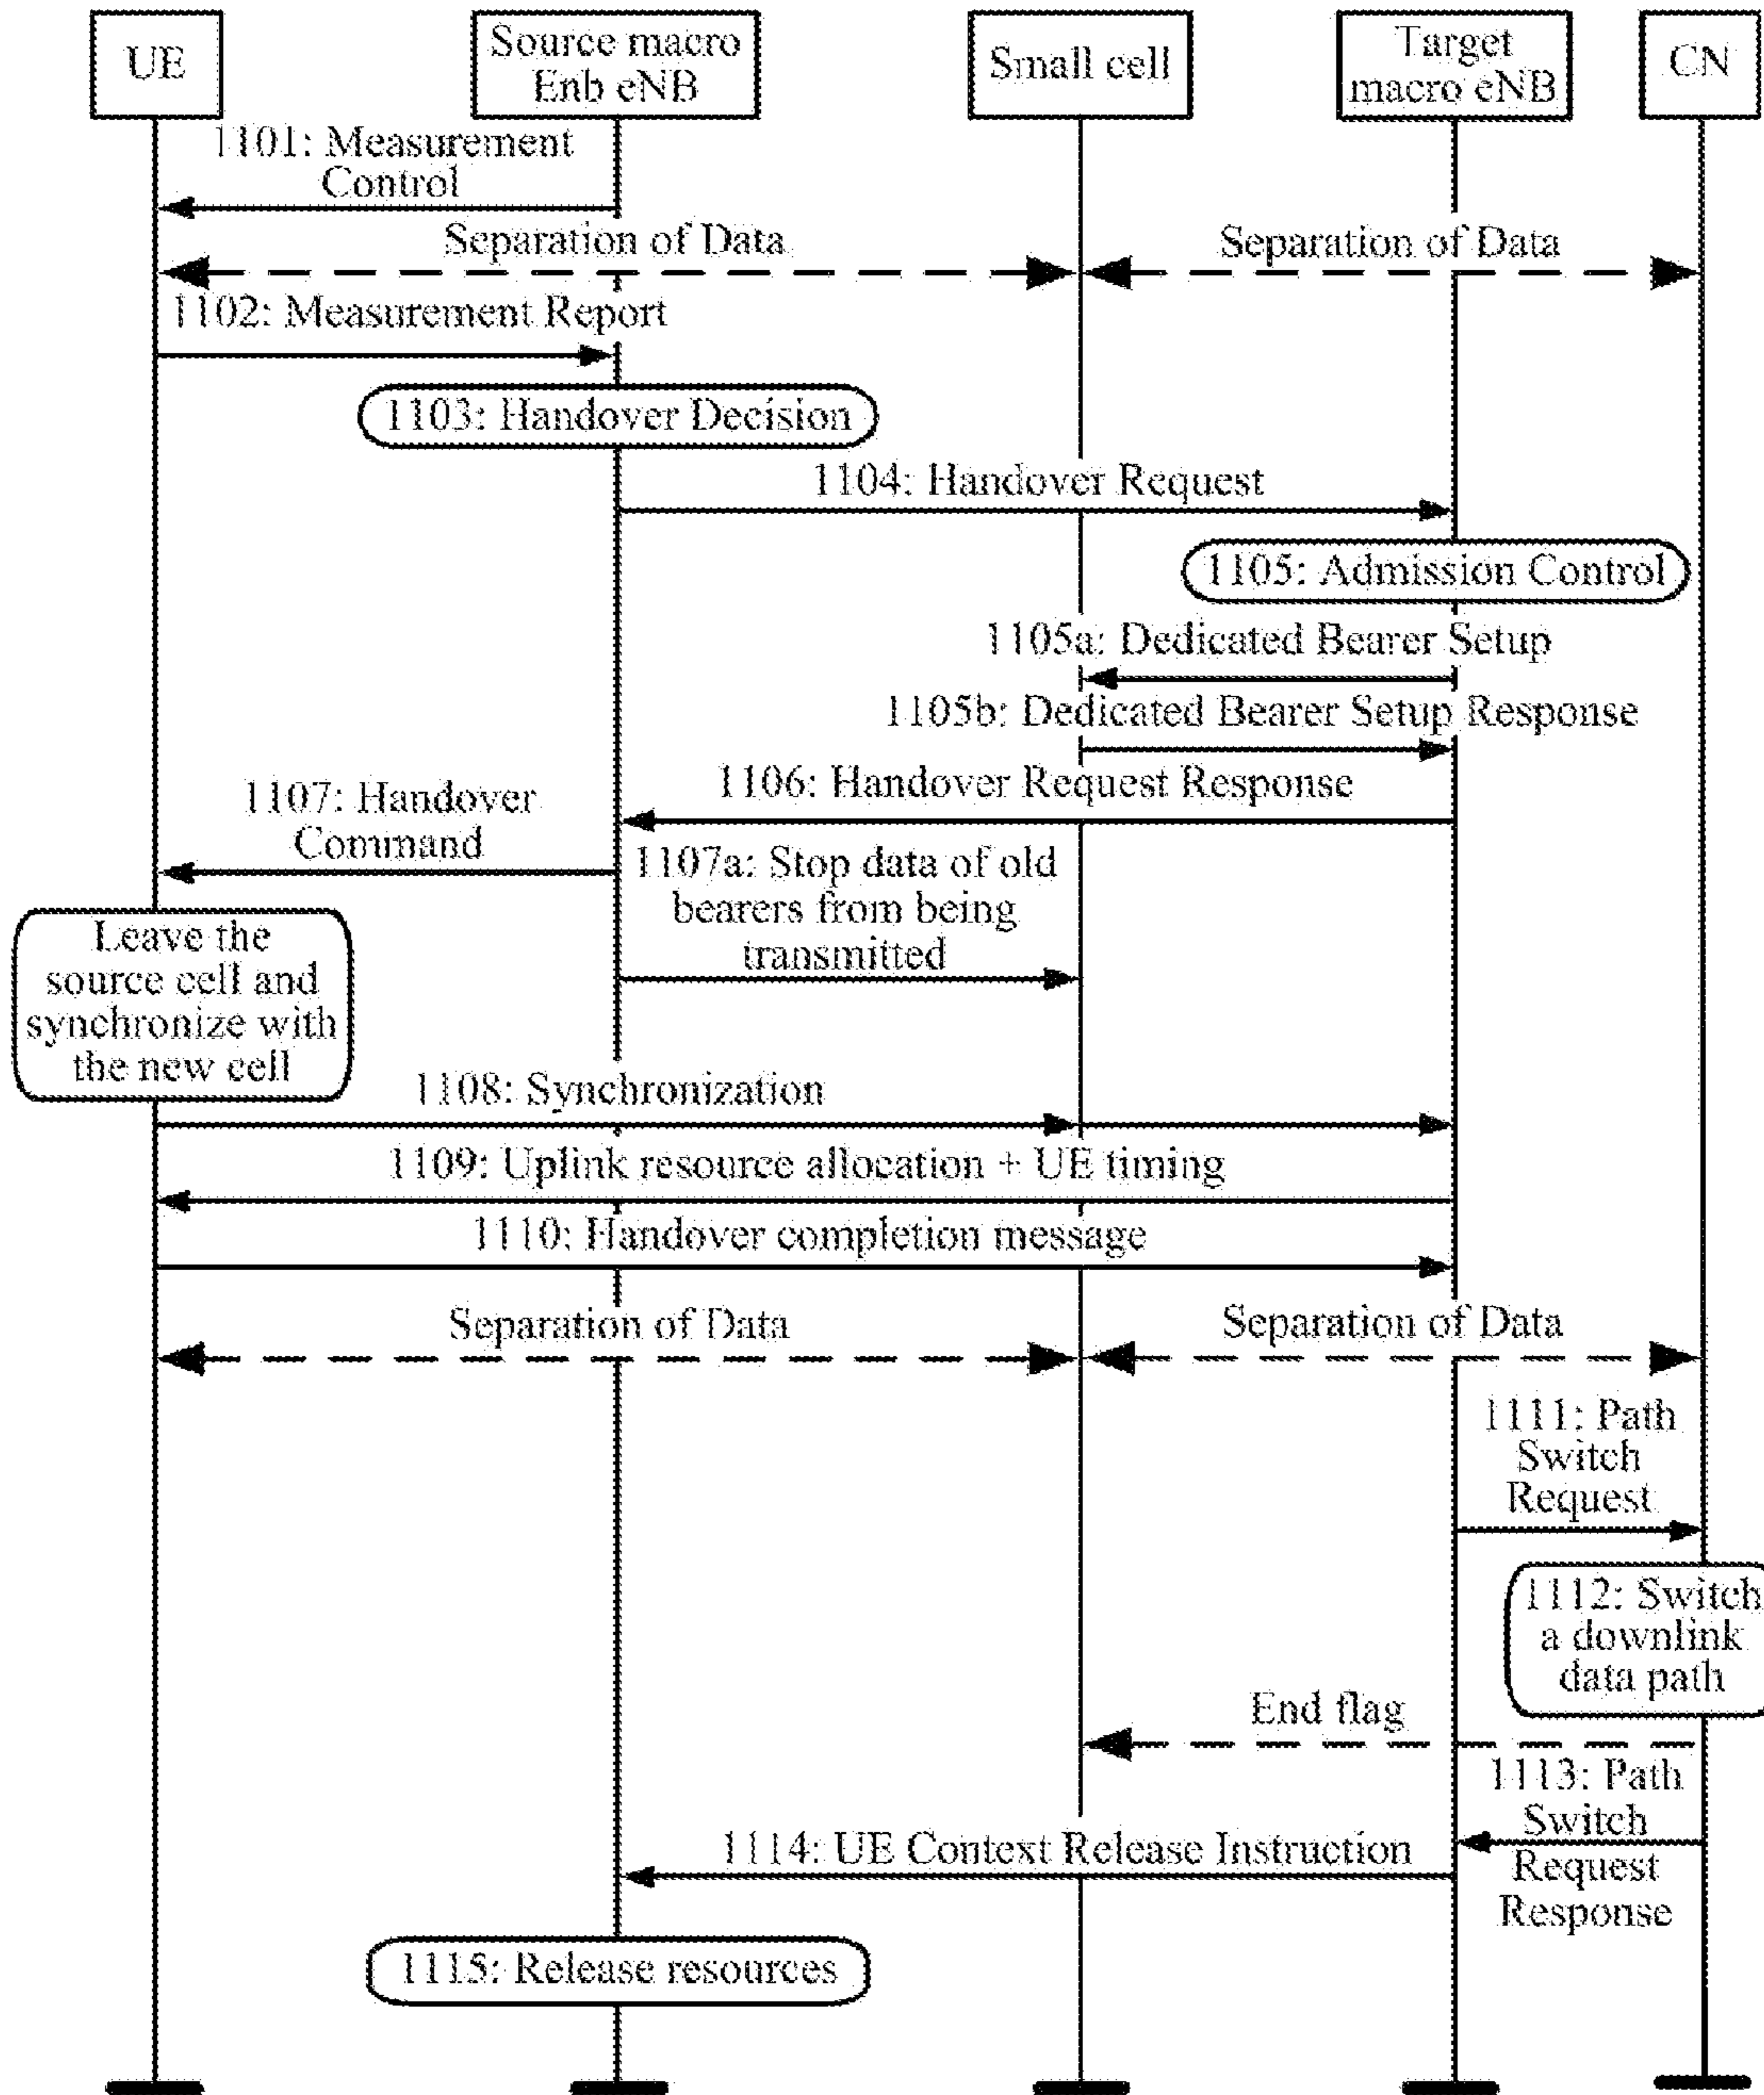 UE
Source macro
Enb eNB
Small cell
Target
macro eNB
CN
1101: Measurement
Control
Separation of Data
Separation of Data
1102: Measurement Report
1103: Handover Decision
1104: Handover Request
1105: Admission Control
1105a: Dedicated Bearer Setup
1105b: Dedicated Bearer Setup Response
1106: Handover Request Response
1107: Handover
Command
1107a: Stop data of old
bearers from being
transmitted
Leave the
source cell and
synchronize with
the new cell
1108: Synchronization
1109: Uplink resource allocation + UE timing
1110: Handover completion message
Separation of Data
Separation of Data
1111: Path
Switch
Request
1112: Switch
a downlink
data path
End flag
1113: Path
Switch
Request
Response
1114: UE Context Release Instruction
1115: Release resources